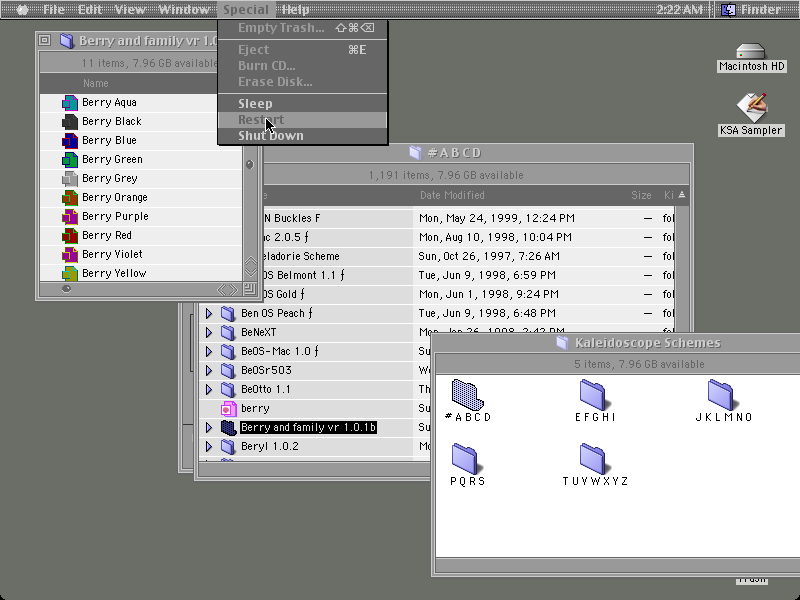 File Edit View Window Special Help 2:22 AM Finder
Empty Trash... ⇧⌘⌫
Eject ⌘E
Burn CD...
Erase Disk...
Sleep
Restart
Shut Down
Berry and family vr 1.0
11 items, 7.96 GB available
Name
Berry Aqua
Berry Black
Berry Blue
Berry Green
Berry Grey
Berry Orange
Berry Purple
Berry Red
Berry Violet
Berry Yellow
Macintosh HD
KSA Sampler
#ABCD
1,191 items, 7.96 GB available
Date Modified Size Ki
N Buckles F Mon, May 24, 1999, 12:24 PM — fol
2.0.5 ƒ Mon, Aug 10, 1998, 10:04 PM — fol
eladorie Scheme Sun, Oct 26, 1997, 7:26 AM — fol
OS Belmont 1.1 ƒ Tue, Jun 9, 1998, 6:59 PM — fol
OS Gold ƒ Mon, Jun 1, 1998, 9:24 PM — fol
Ben OS Peach ƒ Tue, Jun 9, 1998, 6:48 PM — fol
BeNeXT Mon, Jan 26, 1998, 2:42 PM — fol
BeOS-Mac 1.0 ƒ Su
BeOSr503 We
BeOtto 1.1 Th
berry Su
Berry and family vr 1.0.1b Su
Beryl 1.0.2 Mo
Kaleidoscope Schemes
5 items, 7.96 GB available
#ABCD
EFGHI
JKLMNO
PQRS
TUVWXYZ
Trash